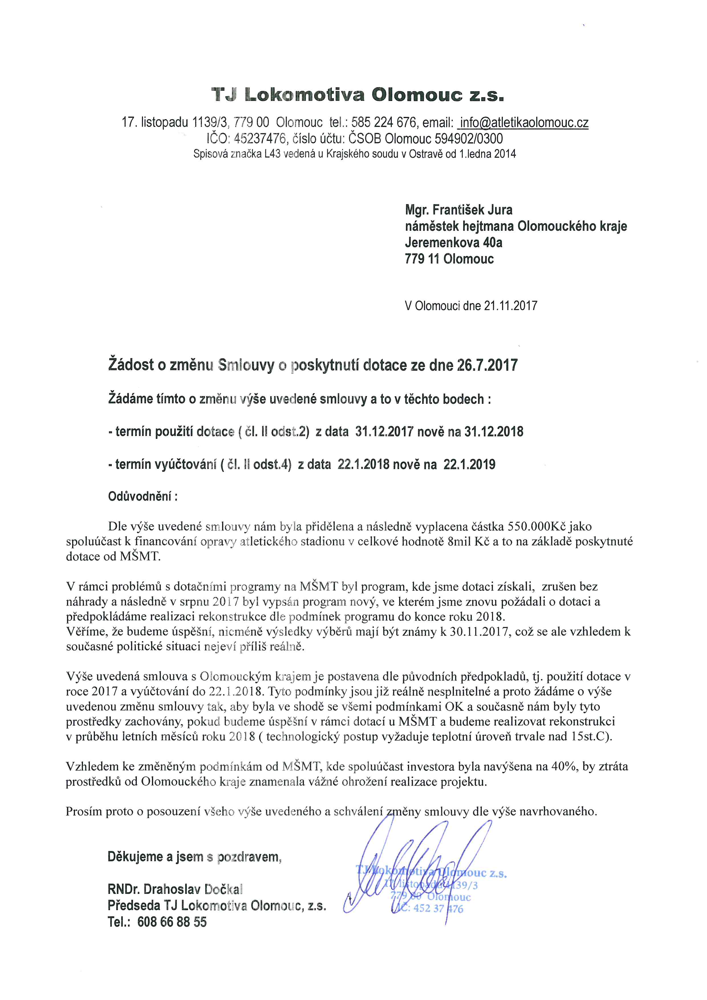 TJ Lokomotiva Olomouc z.s.
17. listopadu 1139/3, 779 00 Olomouc tel.: 585 224 676, email: info@atletikaolomouc.cz
IČO: 45237476, číslo účtu: ČSOB Olomouc 594902/0300
Spisová značka L43 vedená u Krajského soudu v Ostravě od 1.ledna 2014
Mgr. František Jura
náměstek hejtmana Olomouckého kraje
Jeremenkova 40a
779 11 Olomouc
V Olomouci dne 21.11.2017
Žádost o změnu Smlouvy o poskytnutí dotace ze dne 26.7.2017
Žádáme tímto o změnu výše uvedené smlouvy a to v těchto bodech :
- termín použití dotace ( čl. II odst.2) z data 31.12.2017 nově na 31.12.2018
- termín vyúčtování ( čl. II odst.4) z data 22.1.2018 nově na 22.1.2019
Odůvodnění :
Dle výše uvedené smlouvy nám byla přidělena a následně vyplacena částka 550.000Kč jako
spoluúčast k financování opravy atletického stadionu v celkové hodnotě 8mil Kč a to na základě poskytnuté
dotace od MŠMT.
V rámci problémů s dotačními programy na MŠMT byl program, kde jsme dotaci získali, zrušen bez
náhrady a následně v srpnu 2017 byl vypsán program nový, ve kterém jsme znovu požádali o dotaci a
předpokládáme realizaci rekonstrukce dle podmínek programu do konce roku 2018.
Věříme, že budeme úspěšní, nicméně výsledky výběrů mají být známy k 30.11.2017, což se ale vzhledem k
současné politické situaci nejeví příliš reálně.
Výše uvedená smlouva s Olomouckým krajem je postavena dle původních předpokladů, tj. použití dotace v
roce 2017 a vyúčtování do 22.1.2018. Tyto podmínky jsou již reálně nesplnitelné a proto žádáme o výše
uvedenou změnu smlouvy tak, aby byla ve shodě se všemi podmínkami OK a současně nám byly tyto
prostředky zachovány, pokud budeme úspěšní v rámci dotací u MŠMT a budeme realizovat rekonstrukci
v průběhu letních měsíců roku 2018 ( technologický postup vyžaduje teplotní úroveň trvale nad 15st.C).
Vzhledem ke změněným podmínkám od MŠMT, kde spoluúčast investora byla navýšena na 40%, by ztráta
prostředků od Olomouckého kraje znamenala vážné ohrožení realizace projektu.
Prosím proto o posouzení všeho výše uvedeného a schválení změny smlouvy dle výše navrhovaného.
Děkujeme a jsem s pozdravem,
TJ Lokomotiva Olomouc z.s.
17. listopadu 1139/3
779 00 Olomouc
IČ: 452 37 476
RNDr. Drahoslav Dočkal
Předseda TJ Lokomotiva Olomouc, z.s.
Tel.: 608 66 88 55